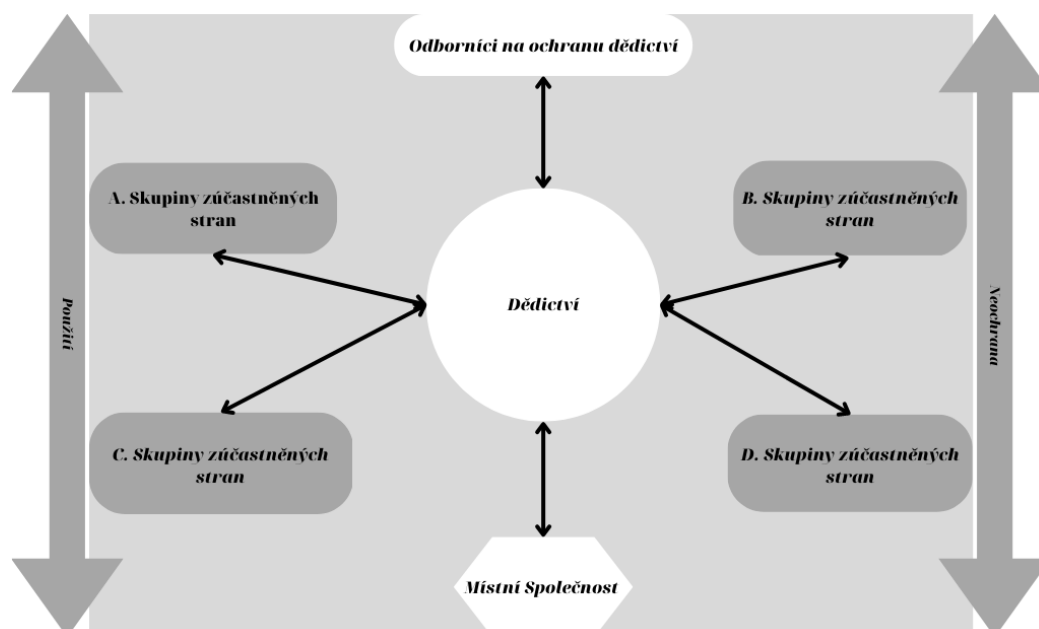 Odborníci na ochranu dědictví
A. Skupiny zúčastněných
stran
B. Skupiny zúčastněných
stran
Použití
Dědictví
Neochrana
C. Skupiny zúčastněných
stran
D. Skupiny zúčastněných
stran
Místní Společnost